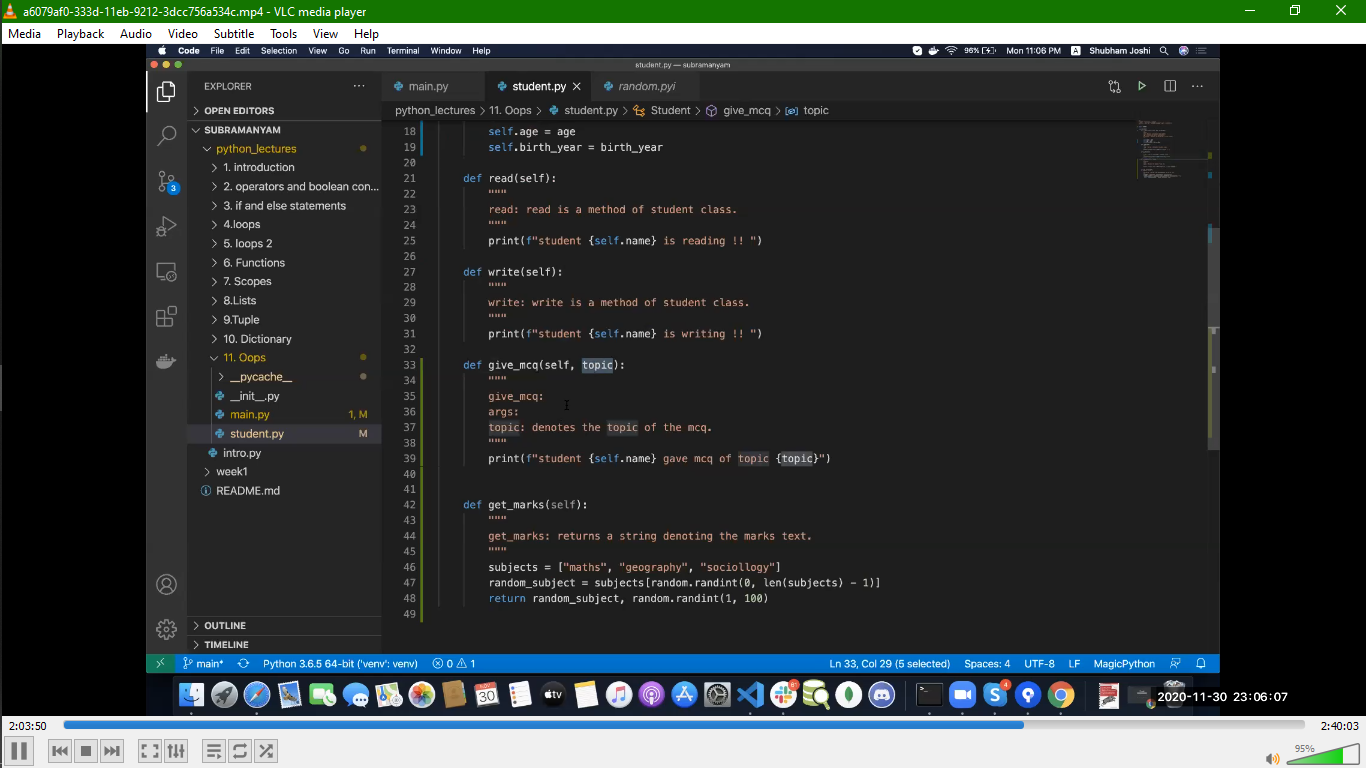 a6079af0-333d-11eb-9212-3dcc756a534c.mp4 - VLC media player
Media Playback Audio Video Subtitle Tools View Help
Code File Edit Selection View Go Run Terminal Window Help 96% Mon 11:06 PM A Shubham Joshi
student.py — subramanyam
EXPLORER ...
main.py student.py random.pyi
OPEN EDITORS
python_lectures > 11. Oops > student.py > Student > give_mcq > topic
SUBRAMANYAM
python_lectures
1. introduction
2. operators and boolean con...
3. if and else statements
4.loops
5. loops 2
6. Functions
7. Scopes
8.Lists
9.Tuple
10. Dictionary
11. Oops
__pycache__
__init__.py
main.py 1, M
student.py M
intro.py
week1
README.md
OUTLINE
TIMELINE
3
18 self.age = age
19 self.birth_year = birth_year
20
21 def read(self):
22 """
23 read: read is a method of student class.
24 """
25 print(f"student {self.name} is reading !! ")
26
27 def write(self):
28 """
29 write: write is a method of student class.
30 """
31 print(f"student {self.name} is writing !! ")
32
33 def give_mcq(self, topic):
34 """
35 give_mcq:
36 args:
37 topic: denotes the topic of the mcq.
38 """
39 print(f"student {self.name} gave mcq of topic {topic}")
40
41
42 def get_marks(self):
43 """
44 get_marks: returns a string denoting the marks text.
45 """
46 subjects = ["maths", "geography", "sociollogy"]
47 random_subject = subjects[random.randint(0, len(subjects) - 1)]
48 return random_subject, random.randint(1, 100)
49
main* Python 3.6.5 64-bit ('venv': venv) 0 1 Ln 33, Col 29 (5 selected) Spaces: 4 UTF-8 LF MagicPython
30 tv 4
2020-11-30 23:06:07
2:03:50 2:40:03
95%